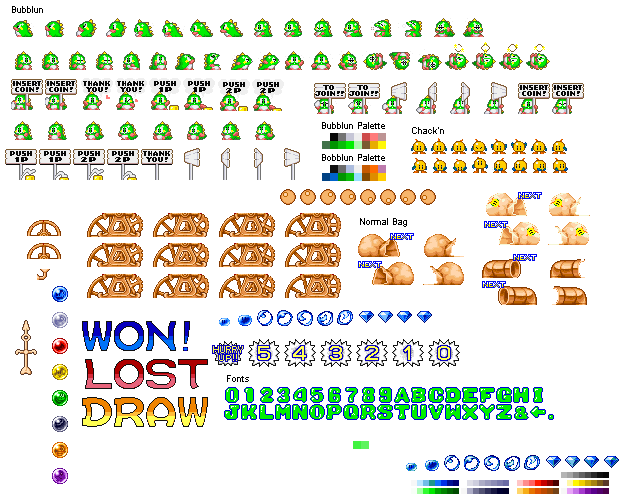 Bubblun
INSERT COIN! INSERT COIN! THANK YOU! THANK YOU! PUSH 1P PUSH 1P PUSH 2P PUSH 2P TO JOIN!! TO JOIN!! INSERT COIN! INSERT COIN!
Bubblun Palette
Chack'n
PUSH 1P PUSH 1P PUSH 2P PUSH 2P THANK YOU!
Bubblun Palette
NEXT
Normal Bag
NEXT
NEXT
NEXT
NEXT
NEXT
WON!
HURRY UP!! 5 4 3 2 1 0
LOST
Fonts
0123456789ABCDEFGHI
DRAW
JKLMNOPQRSTUVWXYZ&←.